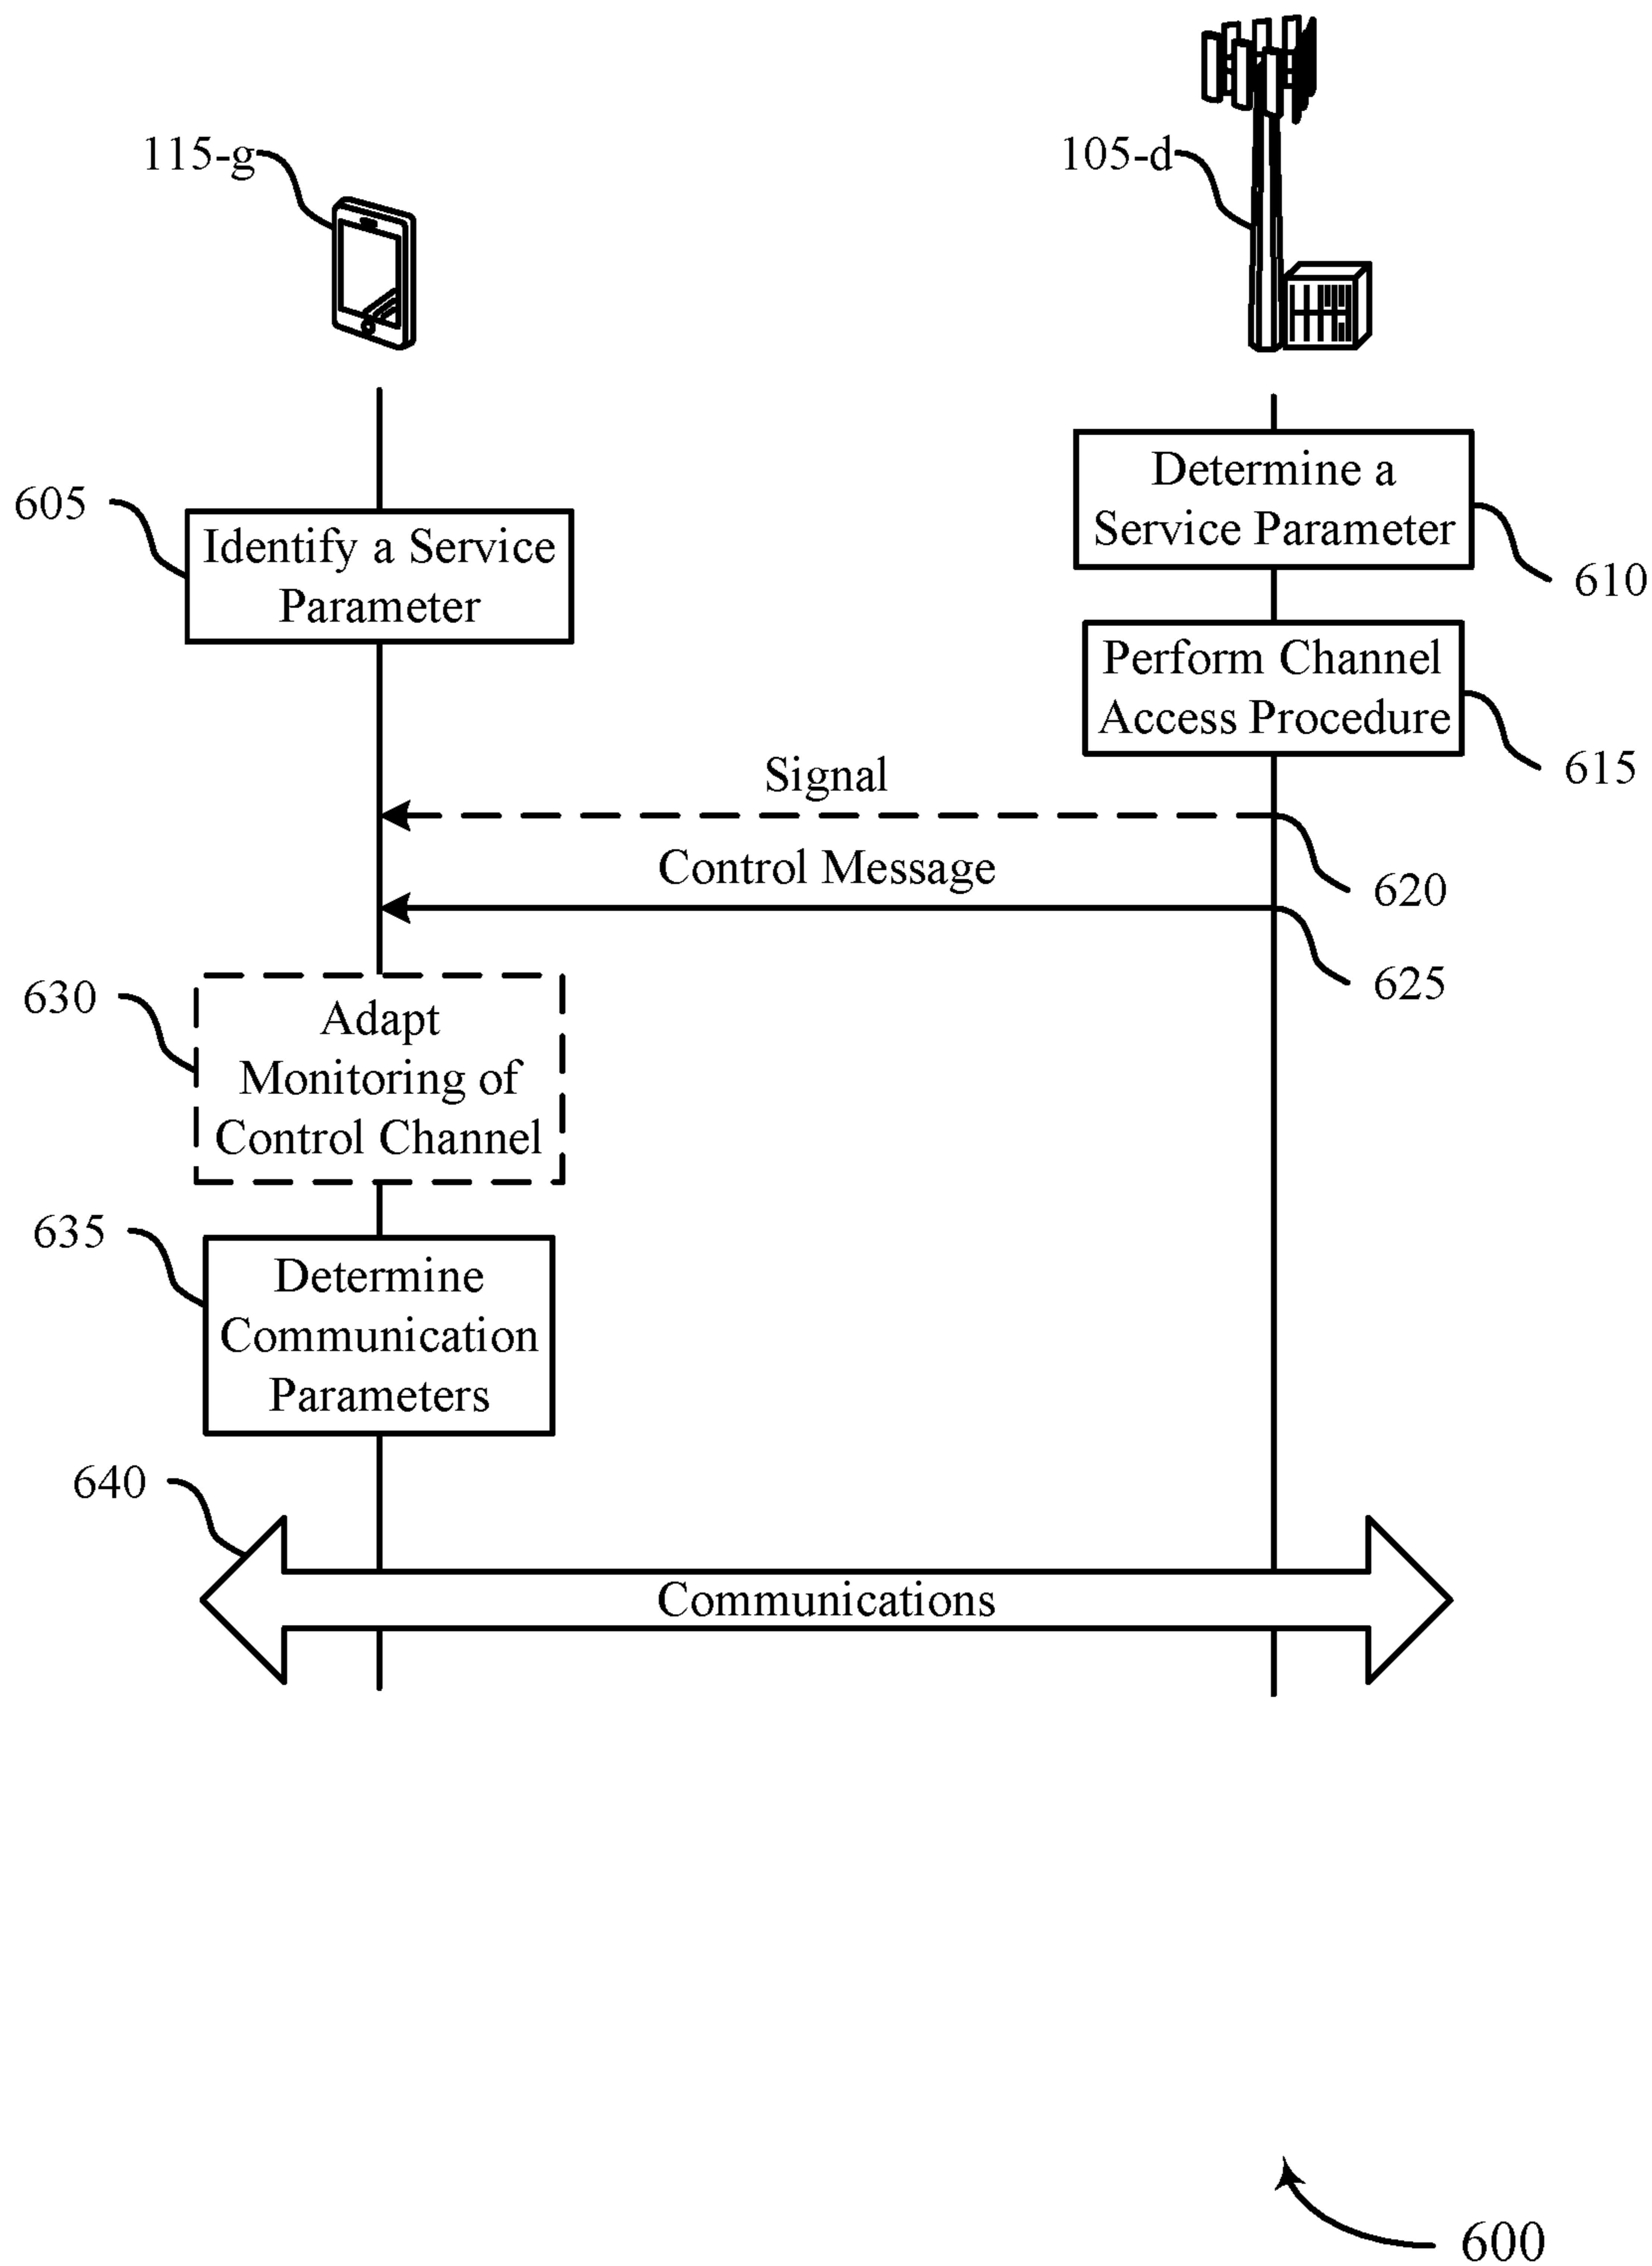 115-g
105-d
605
Identify a Service
Parameter
Determine a
Service Parameter
610
Perform Channel
Access Procedure
615
Signal
620
Control Message
625
630
Adapt
Monitoring of
Control Channel
635
Determine
Communication
Parameters
640
Communications
600